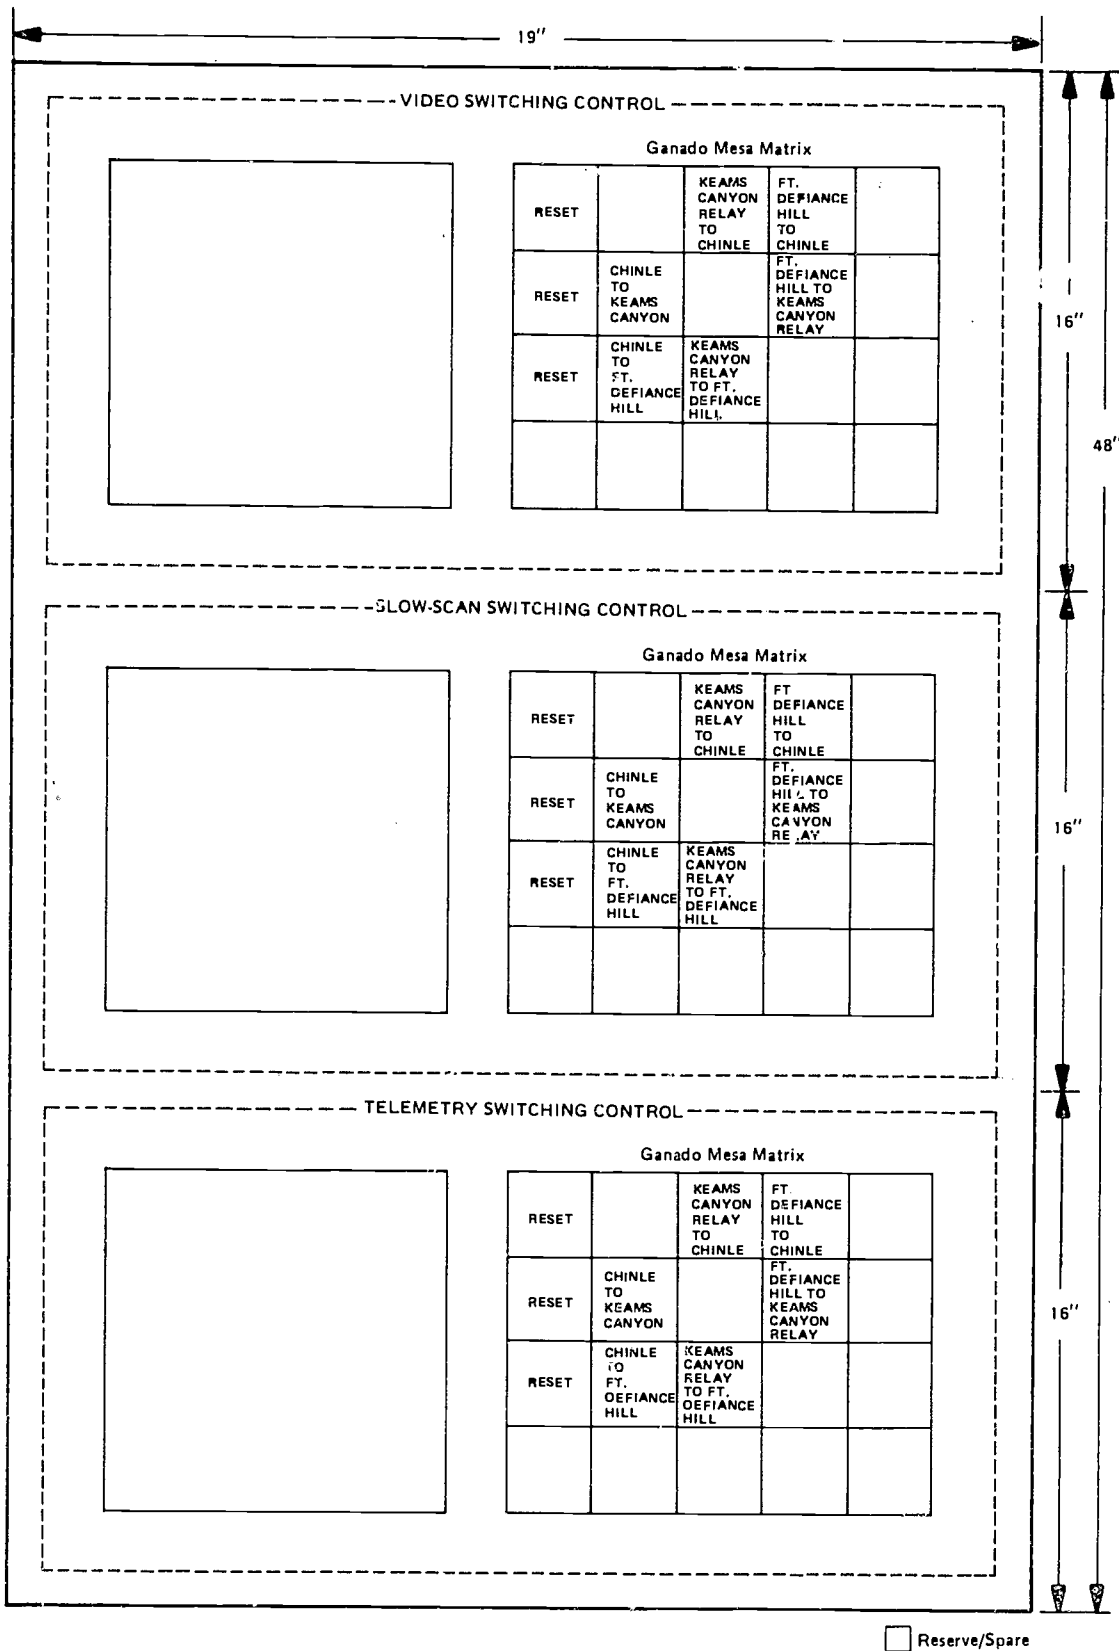 19"
VIDEO SWITCHING CONTROL
Ganado Mesa Matrix
RESET
KEAMS
CANYON
RELAY
TO
CHINLE
FT.
DEFIANCE
HILL
TO
CHINLE
RESET
CHINLE
TO
KEAMS
CANYON
FT.
DEFIANCE
HILL TO
KEAMS
CANYON
RELAY
RESET
CHINLE
TO
FT.
DEFIANCE
HILL
KEAMS
CANYON
RELAY
TO FT.
DEFIANCE
HILL
16"
48"
SLOW-SCAN SWITCHING CONTROL
Ganado Mesa Matrix
RESET
KEAMS
CANYON
RELAY
TO
CHINLE
FT
DEFIANCE
HILL
TO
CHINLE
RESET
CHINLE
TO
KEAMS
CANYON
FT.
DEFIANCE
HILL TO
KEAMS
CANYON
RELAY
RESET
CHINLE
TO
FT.
DEFIANCE
HILL
KEAMS
CANYON
RELAY
TO FT.
DEFIANCE
HILL
16"
TELEMETRY SWITCHING CONTROL
Ganado Mesa Matrix
RESET
KEAMS
CANYON
RELAY
TO
CHINLE
FT.
DEFIANCE
HILL
TO
CHINLE
RESET
CHINLE
TO
KEAMS
CANYON
FT.
DEFIANCE
HILL TO
KEAMS
CANYON
RELAY
RESET
CHINLE
TO
FT.
DEFIANCE
HILL
KEAMS
CANYON
RELAY
TO FT.
DEFIANCE
HILL
16"
Reserve/Spare